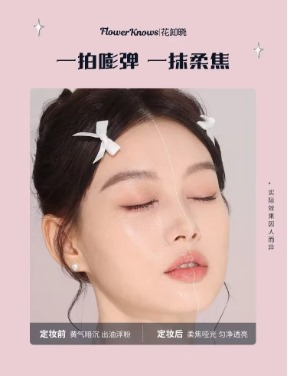 FlowerKnows|花知晓
一拍膨弹 一抹柔焦
*实际效果因人而异
定妆前 黄气暗沉 出油浮粉
定妆后 柔焦哑光 匀净透亮